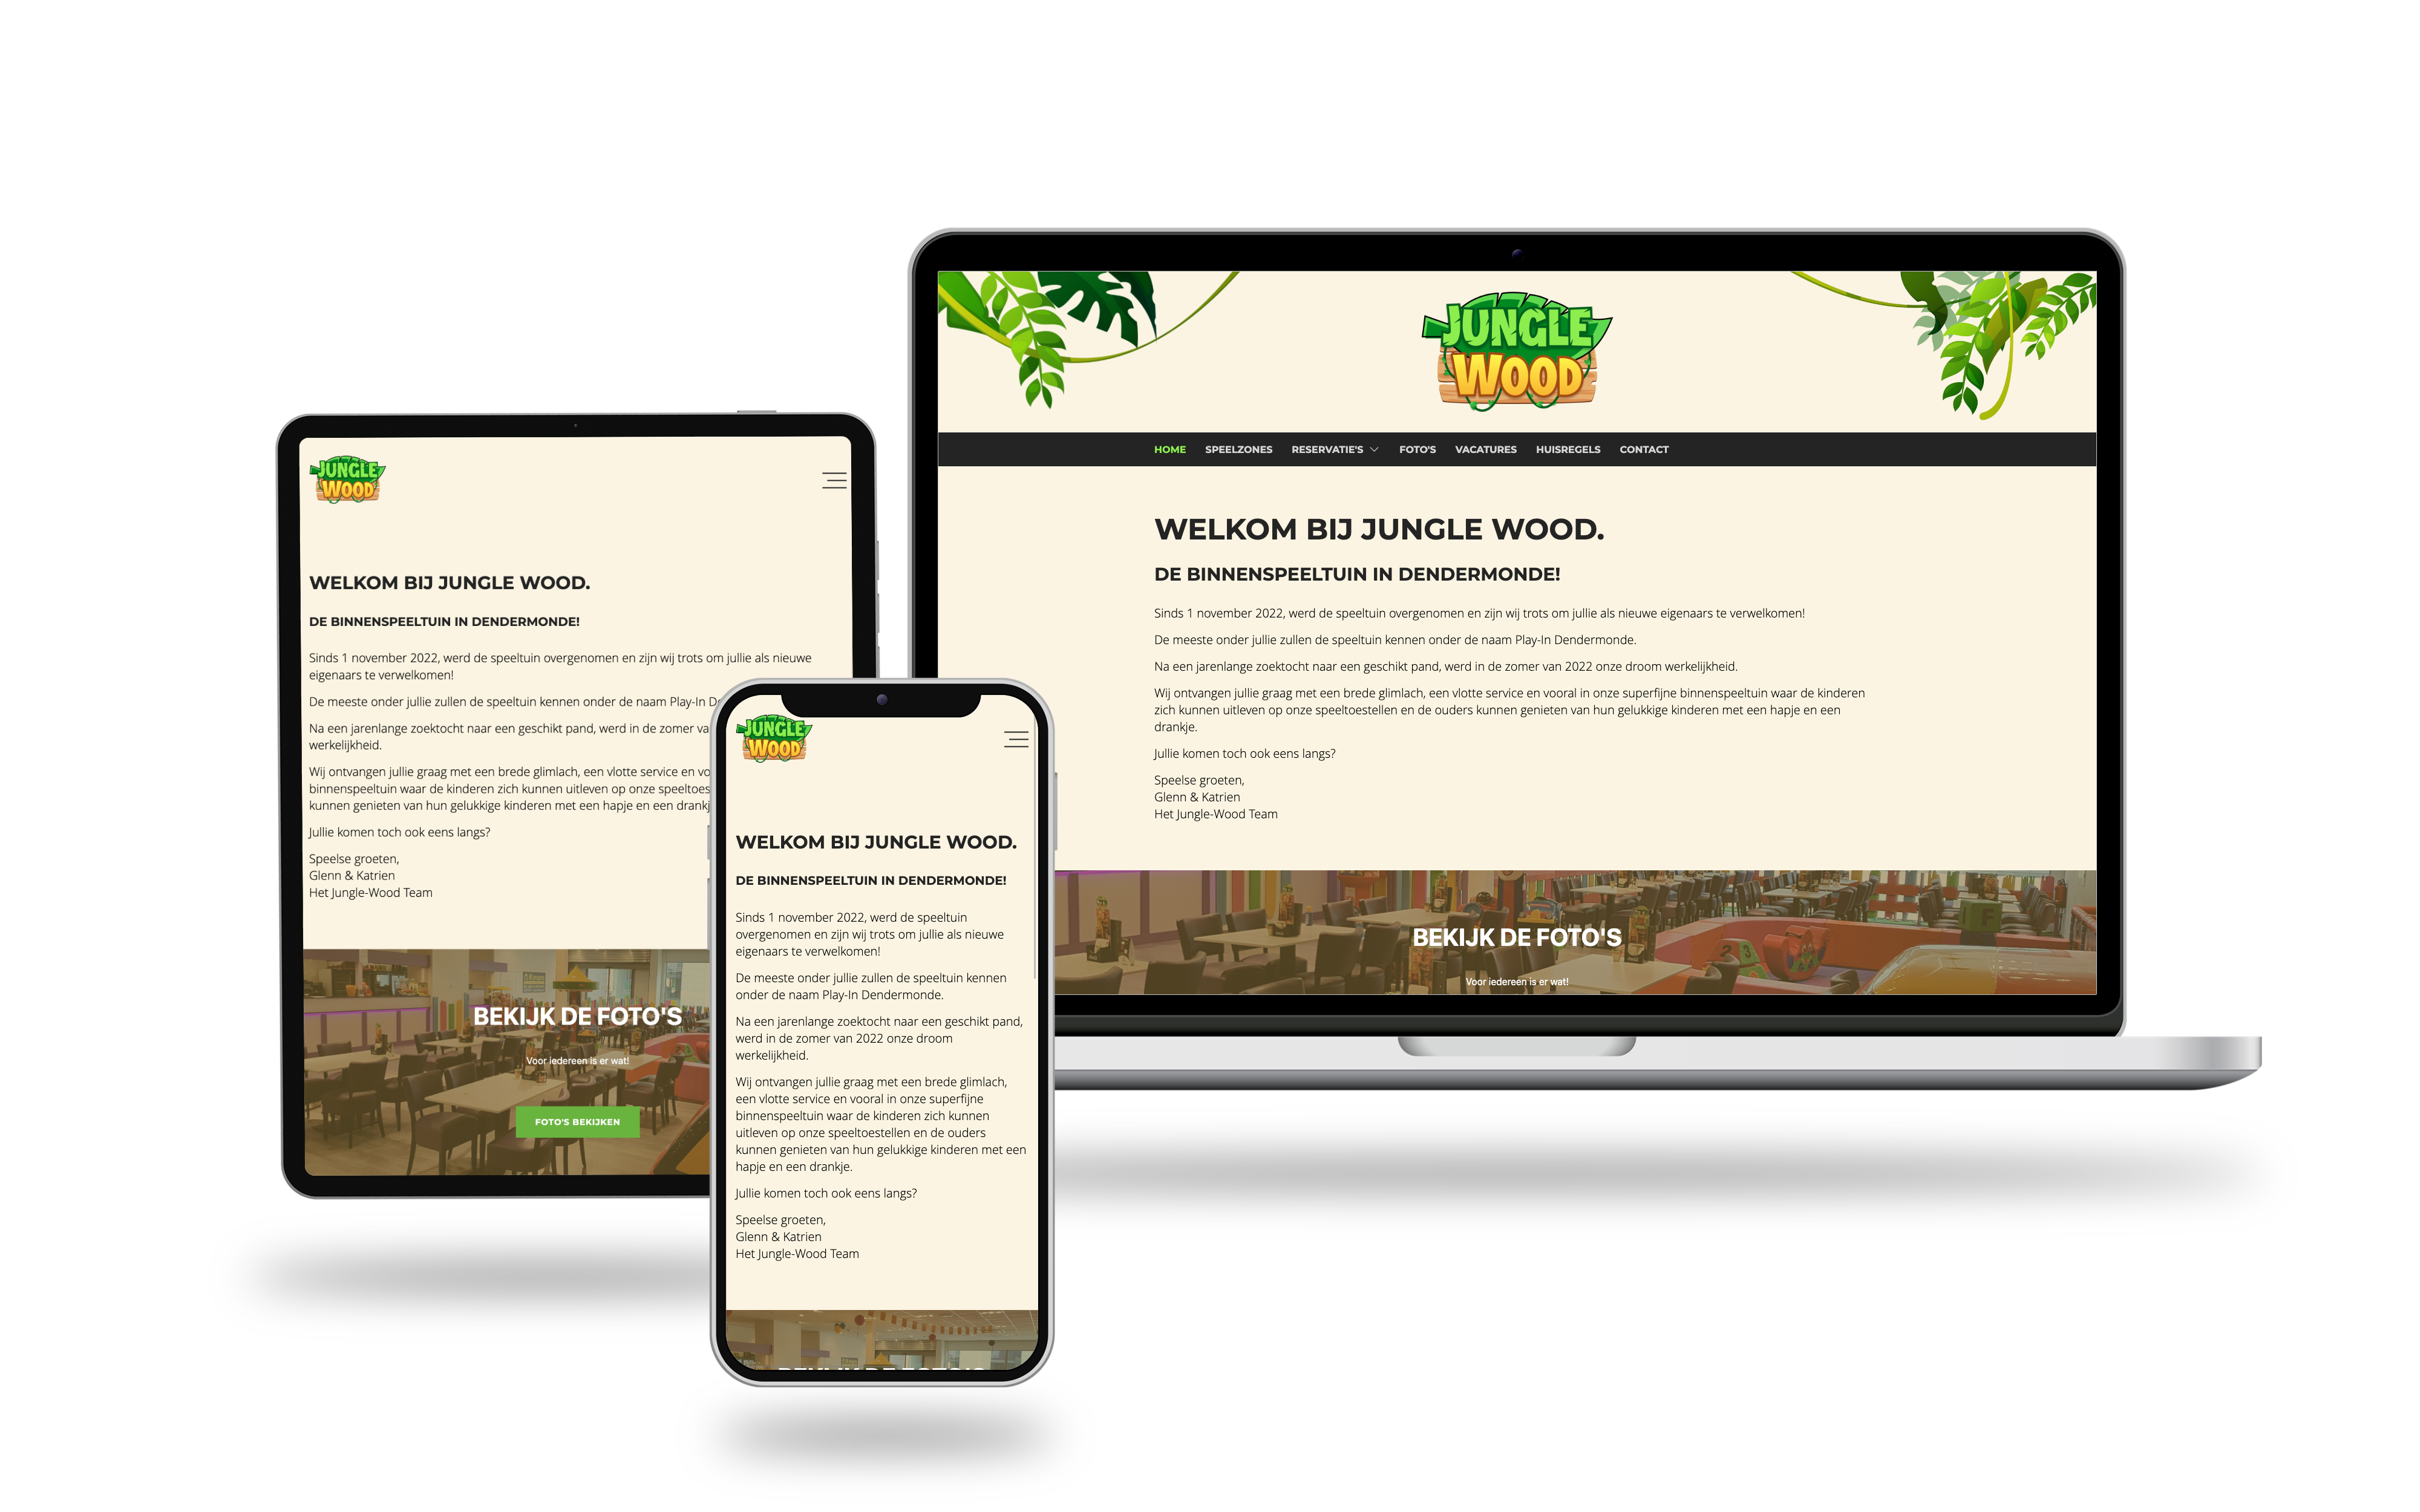 JUNGLE
WOOD
WELKOM BIJ JUNGLE WOOD.
DE BINNENSPEELTUIN IN DENDERMONDE!
Sinds 1 november 2022, werd de speeltuin overgenomen en zijn wij trots om jullie als nieuwe
eigenaars te verwelkomen!
De meeste onder jullie zullen de speeltuin kennen onder de naam Play-In
Na een jarenlange zoektocht naar een geschikt pand, werd in de zomer
werkelijkheid.
Wij ontvangen jullie graag met een brede glimlach, een vlotte service en
binnenspeeltuin waar de kinderen zich kunnen uitleven op onze
kunnen genieten van hun gelukkige kinderen met een hapje en een
Jullie komen toch ook eens langs?
Speelse groeten,
Glenn & Katrien
Het Jungle-Wood Team
BEKIJK DE FOTO'S
Voor iedereen is er wat!
FOTO'S BEKIJKEN
JUNGLE
WOOD
WELKOM BIJ JUNGLE WOOD.
DE BINNENSPEELTUIN IN DENDERMONDE!
Sinds 1 november 2022, werd de speeltuin
overgenomen en zijn wij trots om jullie als nieuwe
eigenaars te verwelkomen!
De meeste onder jullie zullen de speeltuin kennen
onder de naam Play-In Dendermonde.
Na een jarenlange zoektocht naar een geschikt pand,
werd in de zomer van 2022 onze droom
werkelijkheid.
Wij ontvangen jullie graag met een brede glimlach,
een vlotte service en vooral in onze superfijne
binnenspeeltuin waar de kinderen zich kunnen
uitleven op onze speeltoestellen en de ouders
kunnen genieten van hun gelukkige kinderen met een
hapje en een drankje.
Jullie komen toch ook eens langs?
Speelse groeten,
Glenn & Katrien
Het Jungle-Wood Team
JUNGLE
WOOD
HOME SPEELZONES RESERVATIE'S FOTO'S VACATURES HUISREGELS CONTACT
WELKOM BIJ JUNGLE WOOD.
DE BINNENSPEELTUIN IN DENDERMONDE!
Sinds 1 november 2022, werd de speeltuin overgenomen en zijn wij trots om jullie als nieuwe eigenaars te verwelkomen!
De meeste onder jullie zullen de speeltuin kennen onder de naam Play-In Dendermonde.
Na een jarenlange zoektocht naar een geschikt pand, werd in de zomer van 2022 onze droom werkelijkheid.
Wij ontvangen jullie graag met een brede glimlach, een vlotte service en vooral in onze superfijne binnenspeeltuin waar de kinderen
zich kunnen uitleven op onze speeltoestellen en de ouders kunnen genieten van hun gelukkige kinderen met een hapje en een
drankje.
Jullie komen toch ook eens langs?
Speelse groeten,
Glenn & Katrien
Het Jungle-Wood Team
BEKIJK DE FOTO'S
Voor iedereen is er wat!